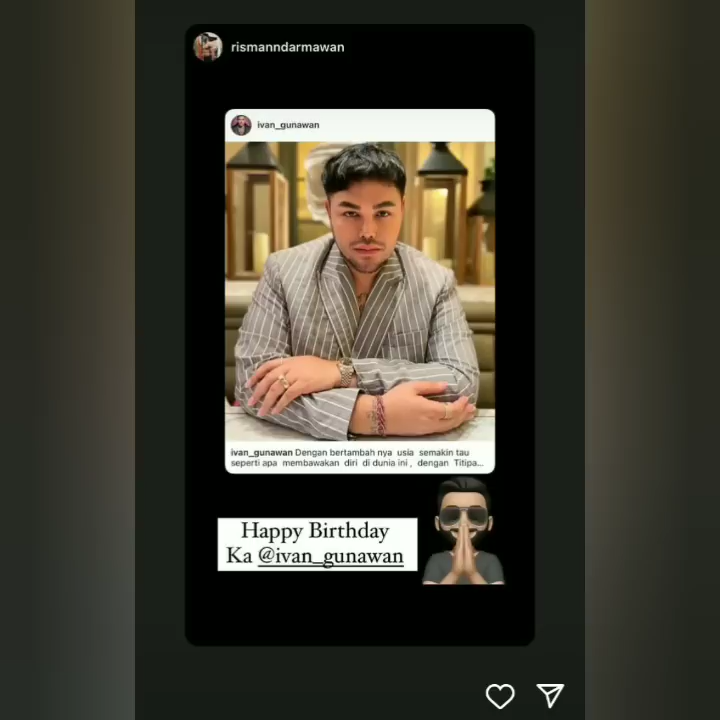 rismanndarmawan
ivan_gunawan
ivan_gunawan Dengan bertambah nya usia semakin tau
seperti apa membawakan diri di dunia ini, dengan Titipa...
Happy Birthday
Ka @ivan_gunawan